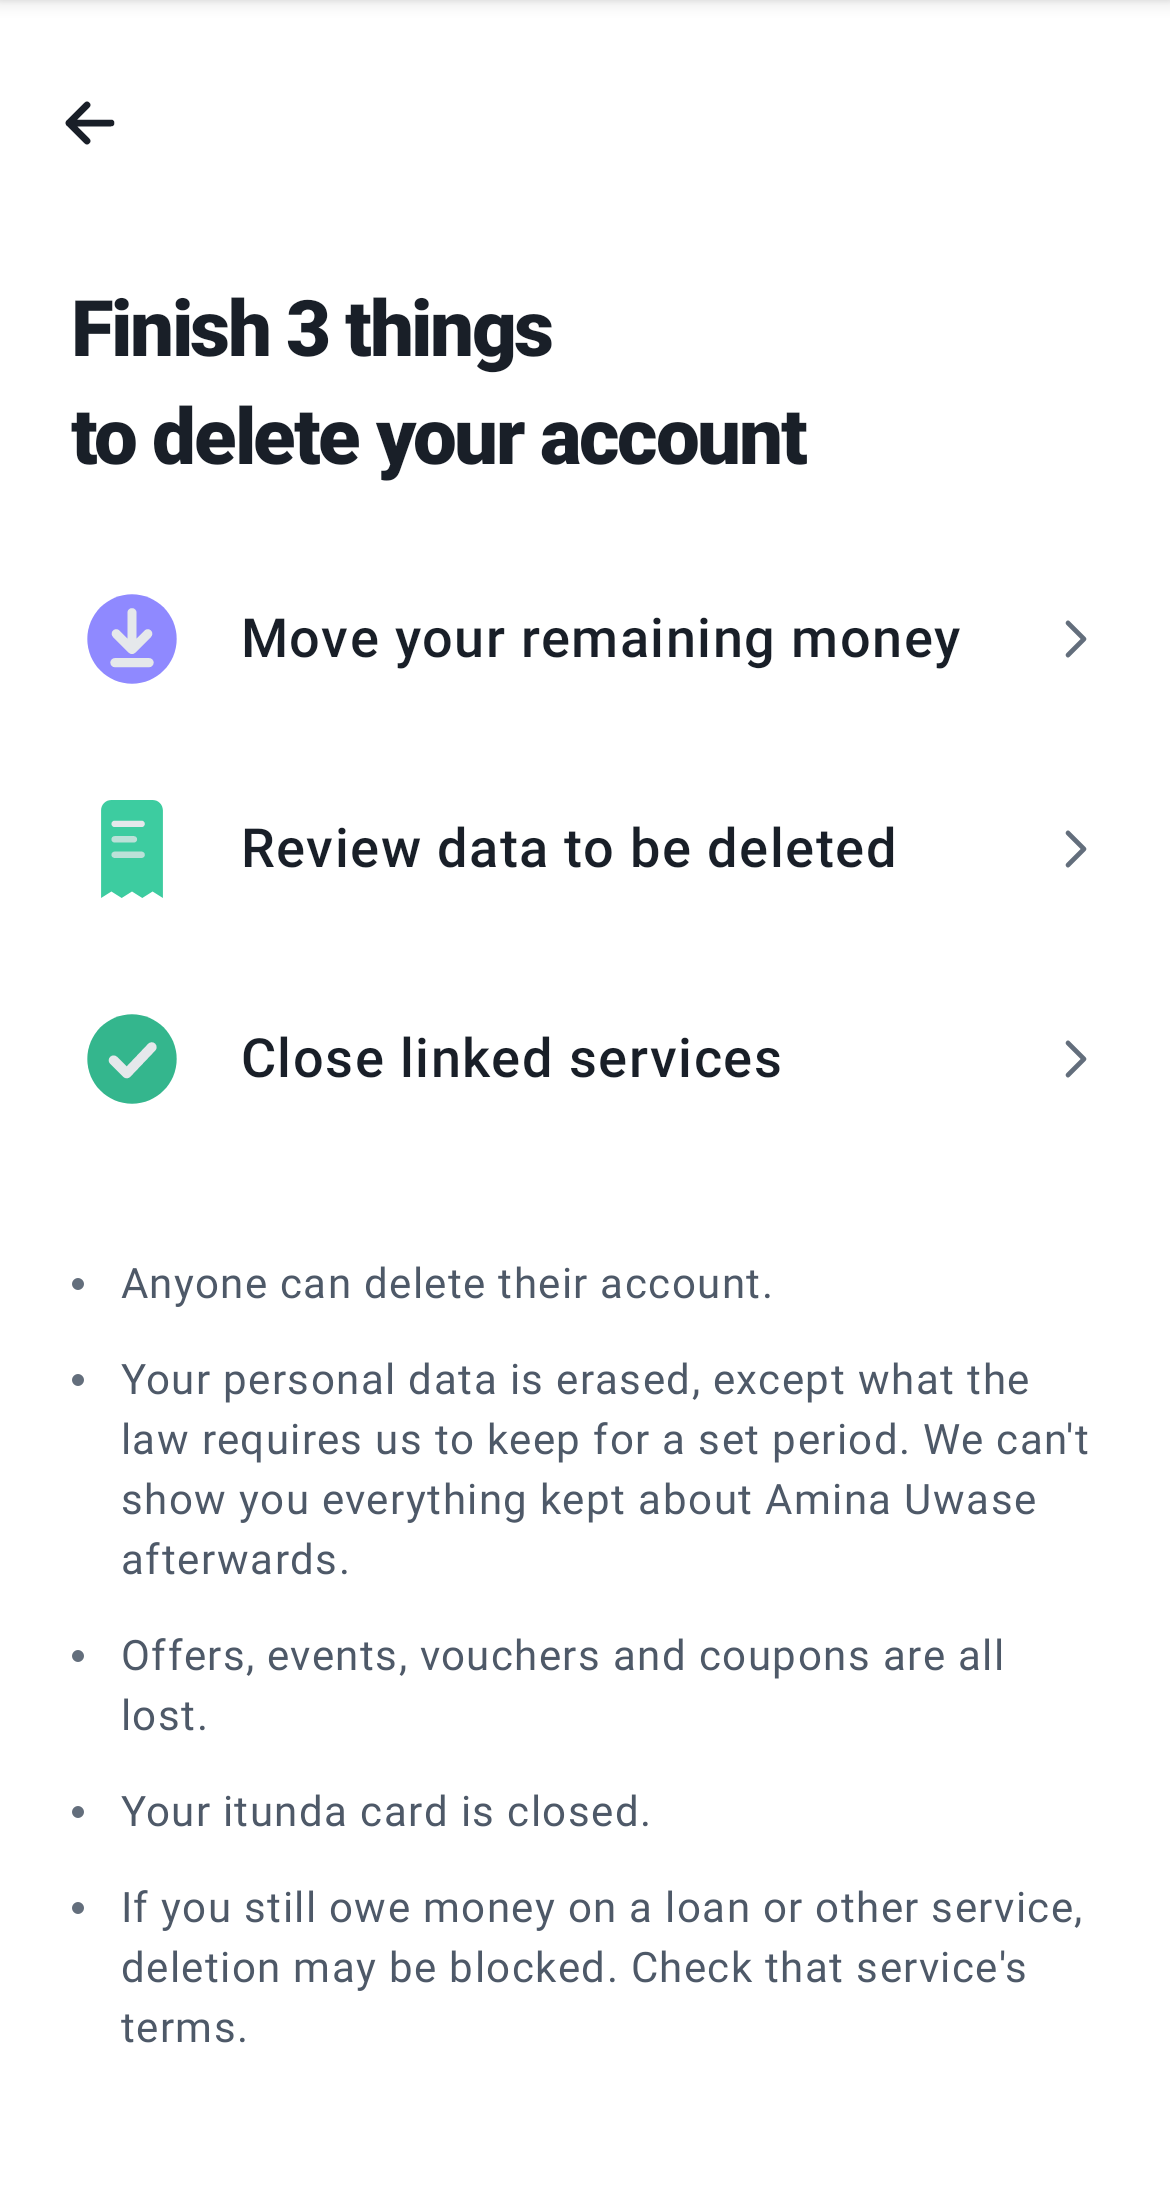 Finish 3 things
to delete your account
Move your remaining money
Review data to be deleted
Close linked services
• Anyone can delete their account.
• Your personal data is erased, except what the
law requires us to keep for a set period. We can't
show you everything kept about Amina Uwase
afterwards.
• Offers, events, vouchers and coupons are all
lost.
• Your itunda card is closed.
• If you still owe money on a loan or other service,
deletion may be blocked. Check that service's
terms.